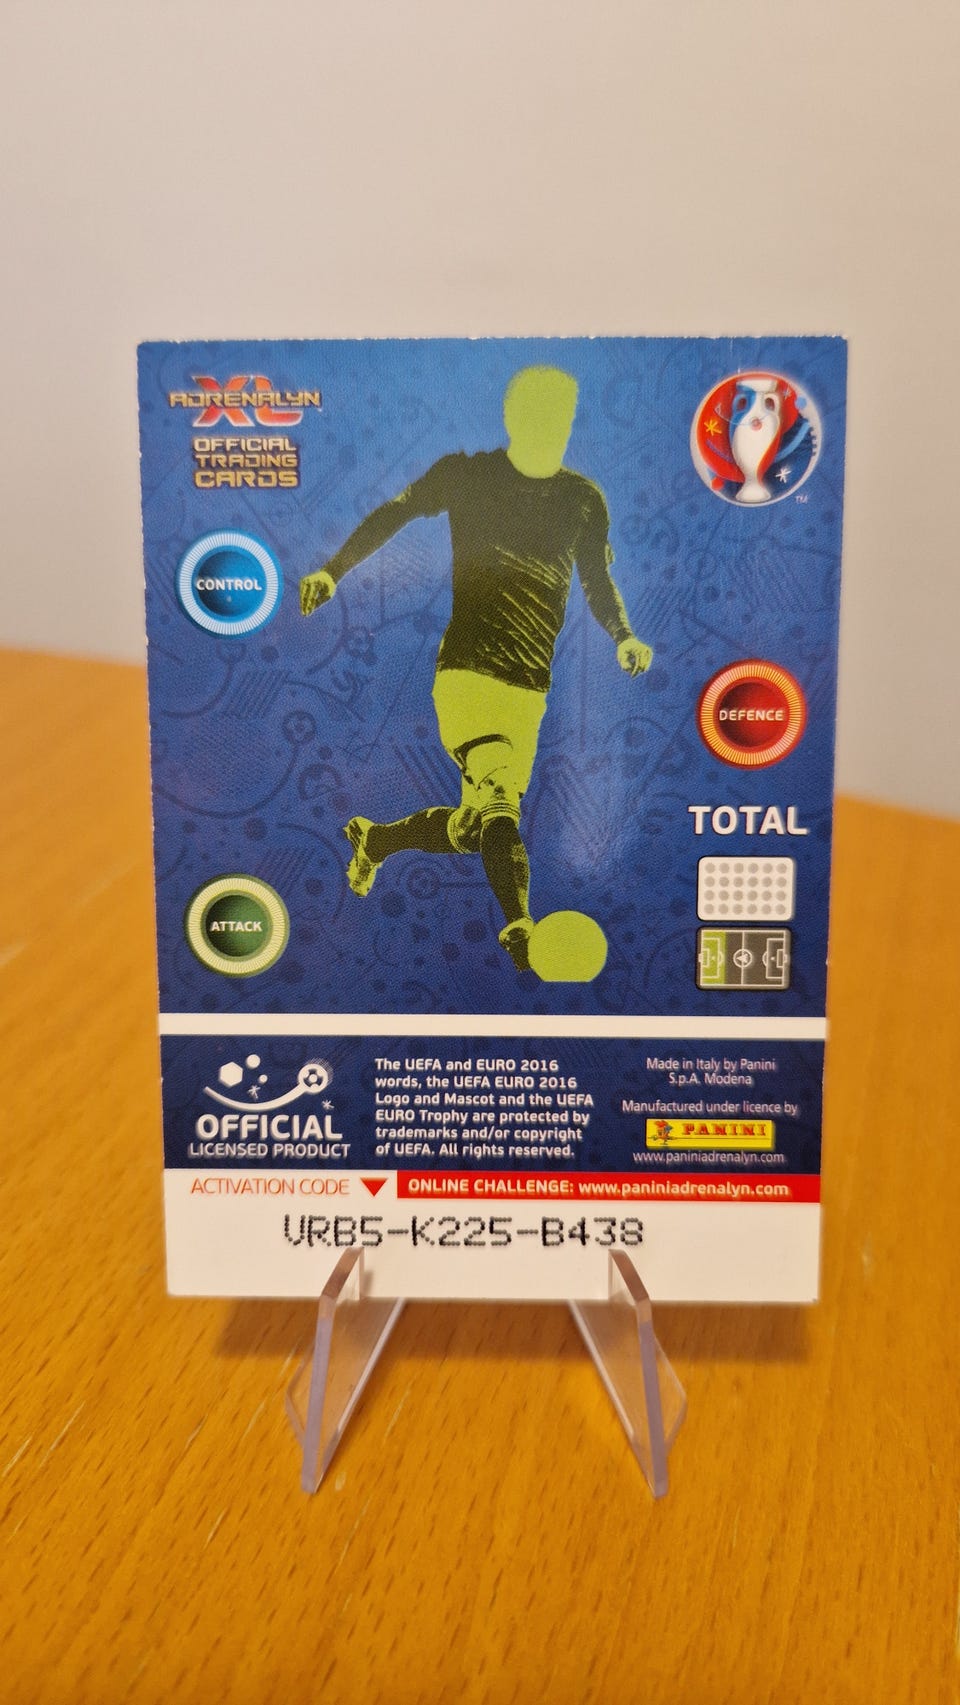 ADRENALYN
XL
OFFICIAL
TRADING
CARDS
TM
CONTROL
DEFENCE
TOTAL
ATTACK
OFFICIAL
LICENSED PRODUCT
The UEFA and EURO 2016
words, the UEFA EURO 2016
Logo and Mascot and the UEFA
EURO Trophy are protected by
trademarks and/or copyright
of UEFA. All rights reserved.
Made in Italy by Panini
S.p.A. Modena
Manufactured under licence by
PANINI
www.paniniadrenalyn.com
ACTIVATION CODE
ONLINE CHALLENGE: www.paniniadrenalyn.com
VRB5-K225-B438